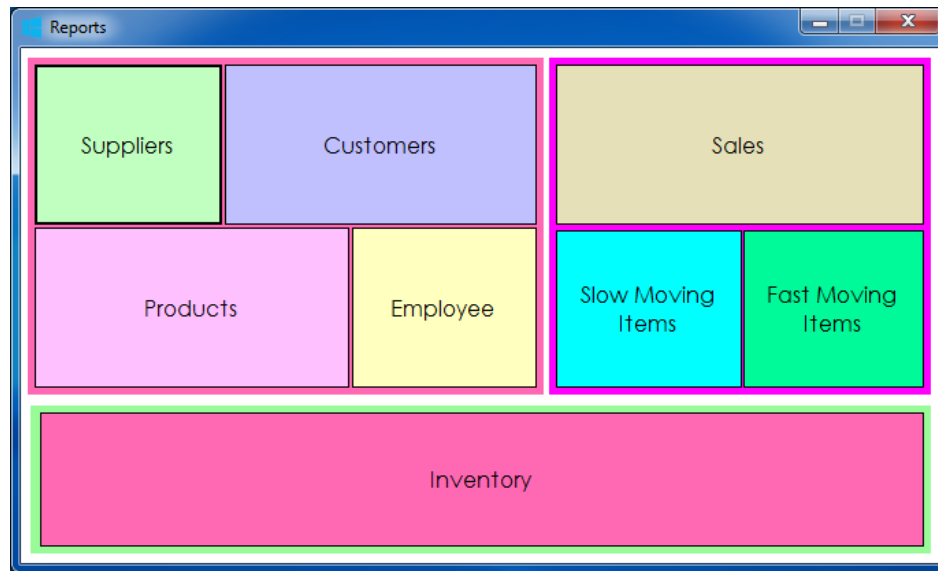 Reports
Suppliers
Customers
Sales
Products
Employee
Slow Moving
Items
Fast Moving
Items
Inventory